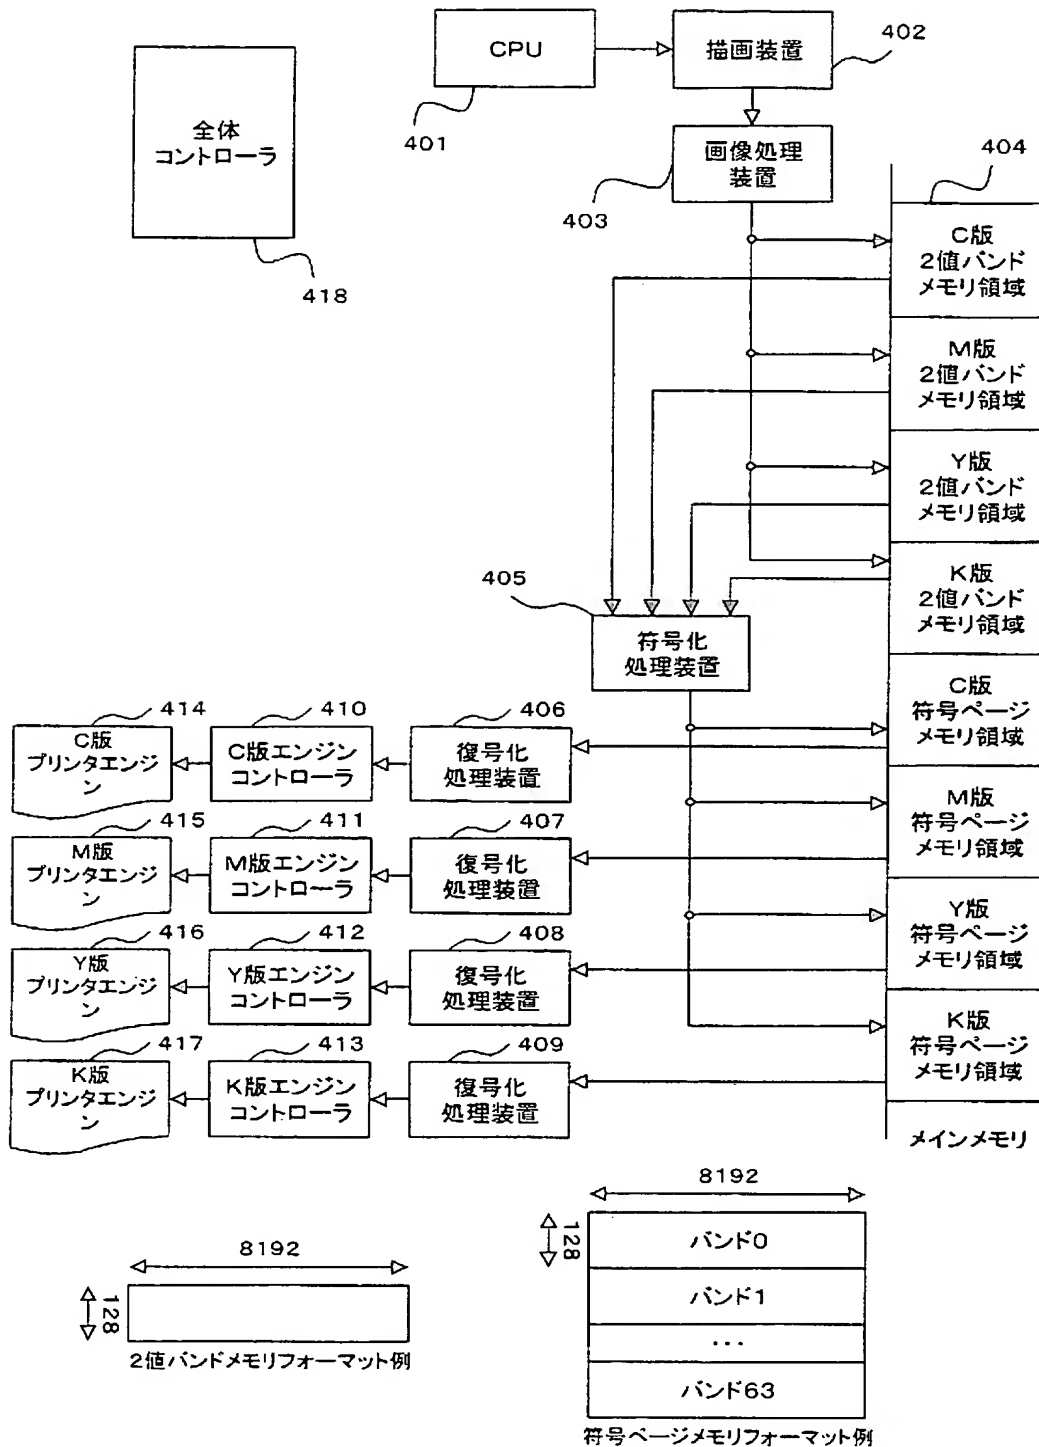 CPU
401
描画装置
402
全体
コントローラ
418
画像処理
装置
403
404
C版
2値バンド
メモリ領域
M版
2値バンド
メモリ領域
Y版
2値バンド
メモリ領域
K版
2値バンド
メモリ領域
405
符号化
処理装置
C版
符号ページ
メモリ領域
M版
符号ページ
メモリ領域
Y版
符号ページ
メモリ領域
K版
符号ページ
メモリ領域
メインメモリ
414
C版
プリンタエンジ
ン
410
C版エンジン
コントローラ
406
復号化
処理装置
415
M版
プリンタエンジ
ン
411
M版エンジン
コントローラ
407
復号化
処理装置
416
Y版
プリンタエンジ
ン
412
Y版エンジン
コントローラ
408
復号化
処理装置
417
K版
プリンタエンジ
ン
413
K版エンジン
コントローラ
409
復号化
処理装置
8192
128
2値バンドメモリフォーマット例
8192
128
バンド0
バンド1
...
バンド63
符号ページメモリフォーマット例